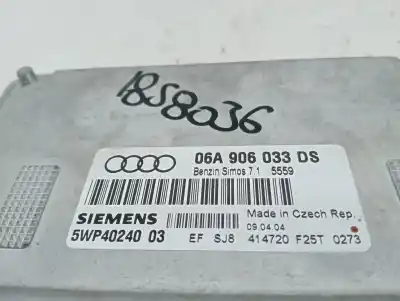 1858036
06A 906 033 DS
Benzin Simos 7 1 5559
SIEMENS
Made in Czech Rep.
09.04.04
5WP40240 03 EF SJ8 414720 F25T 0273